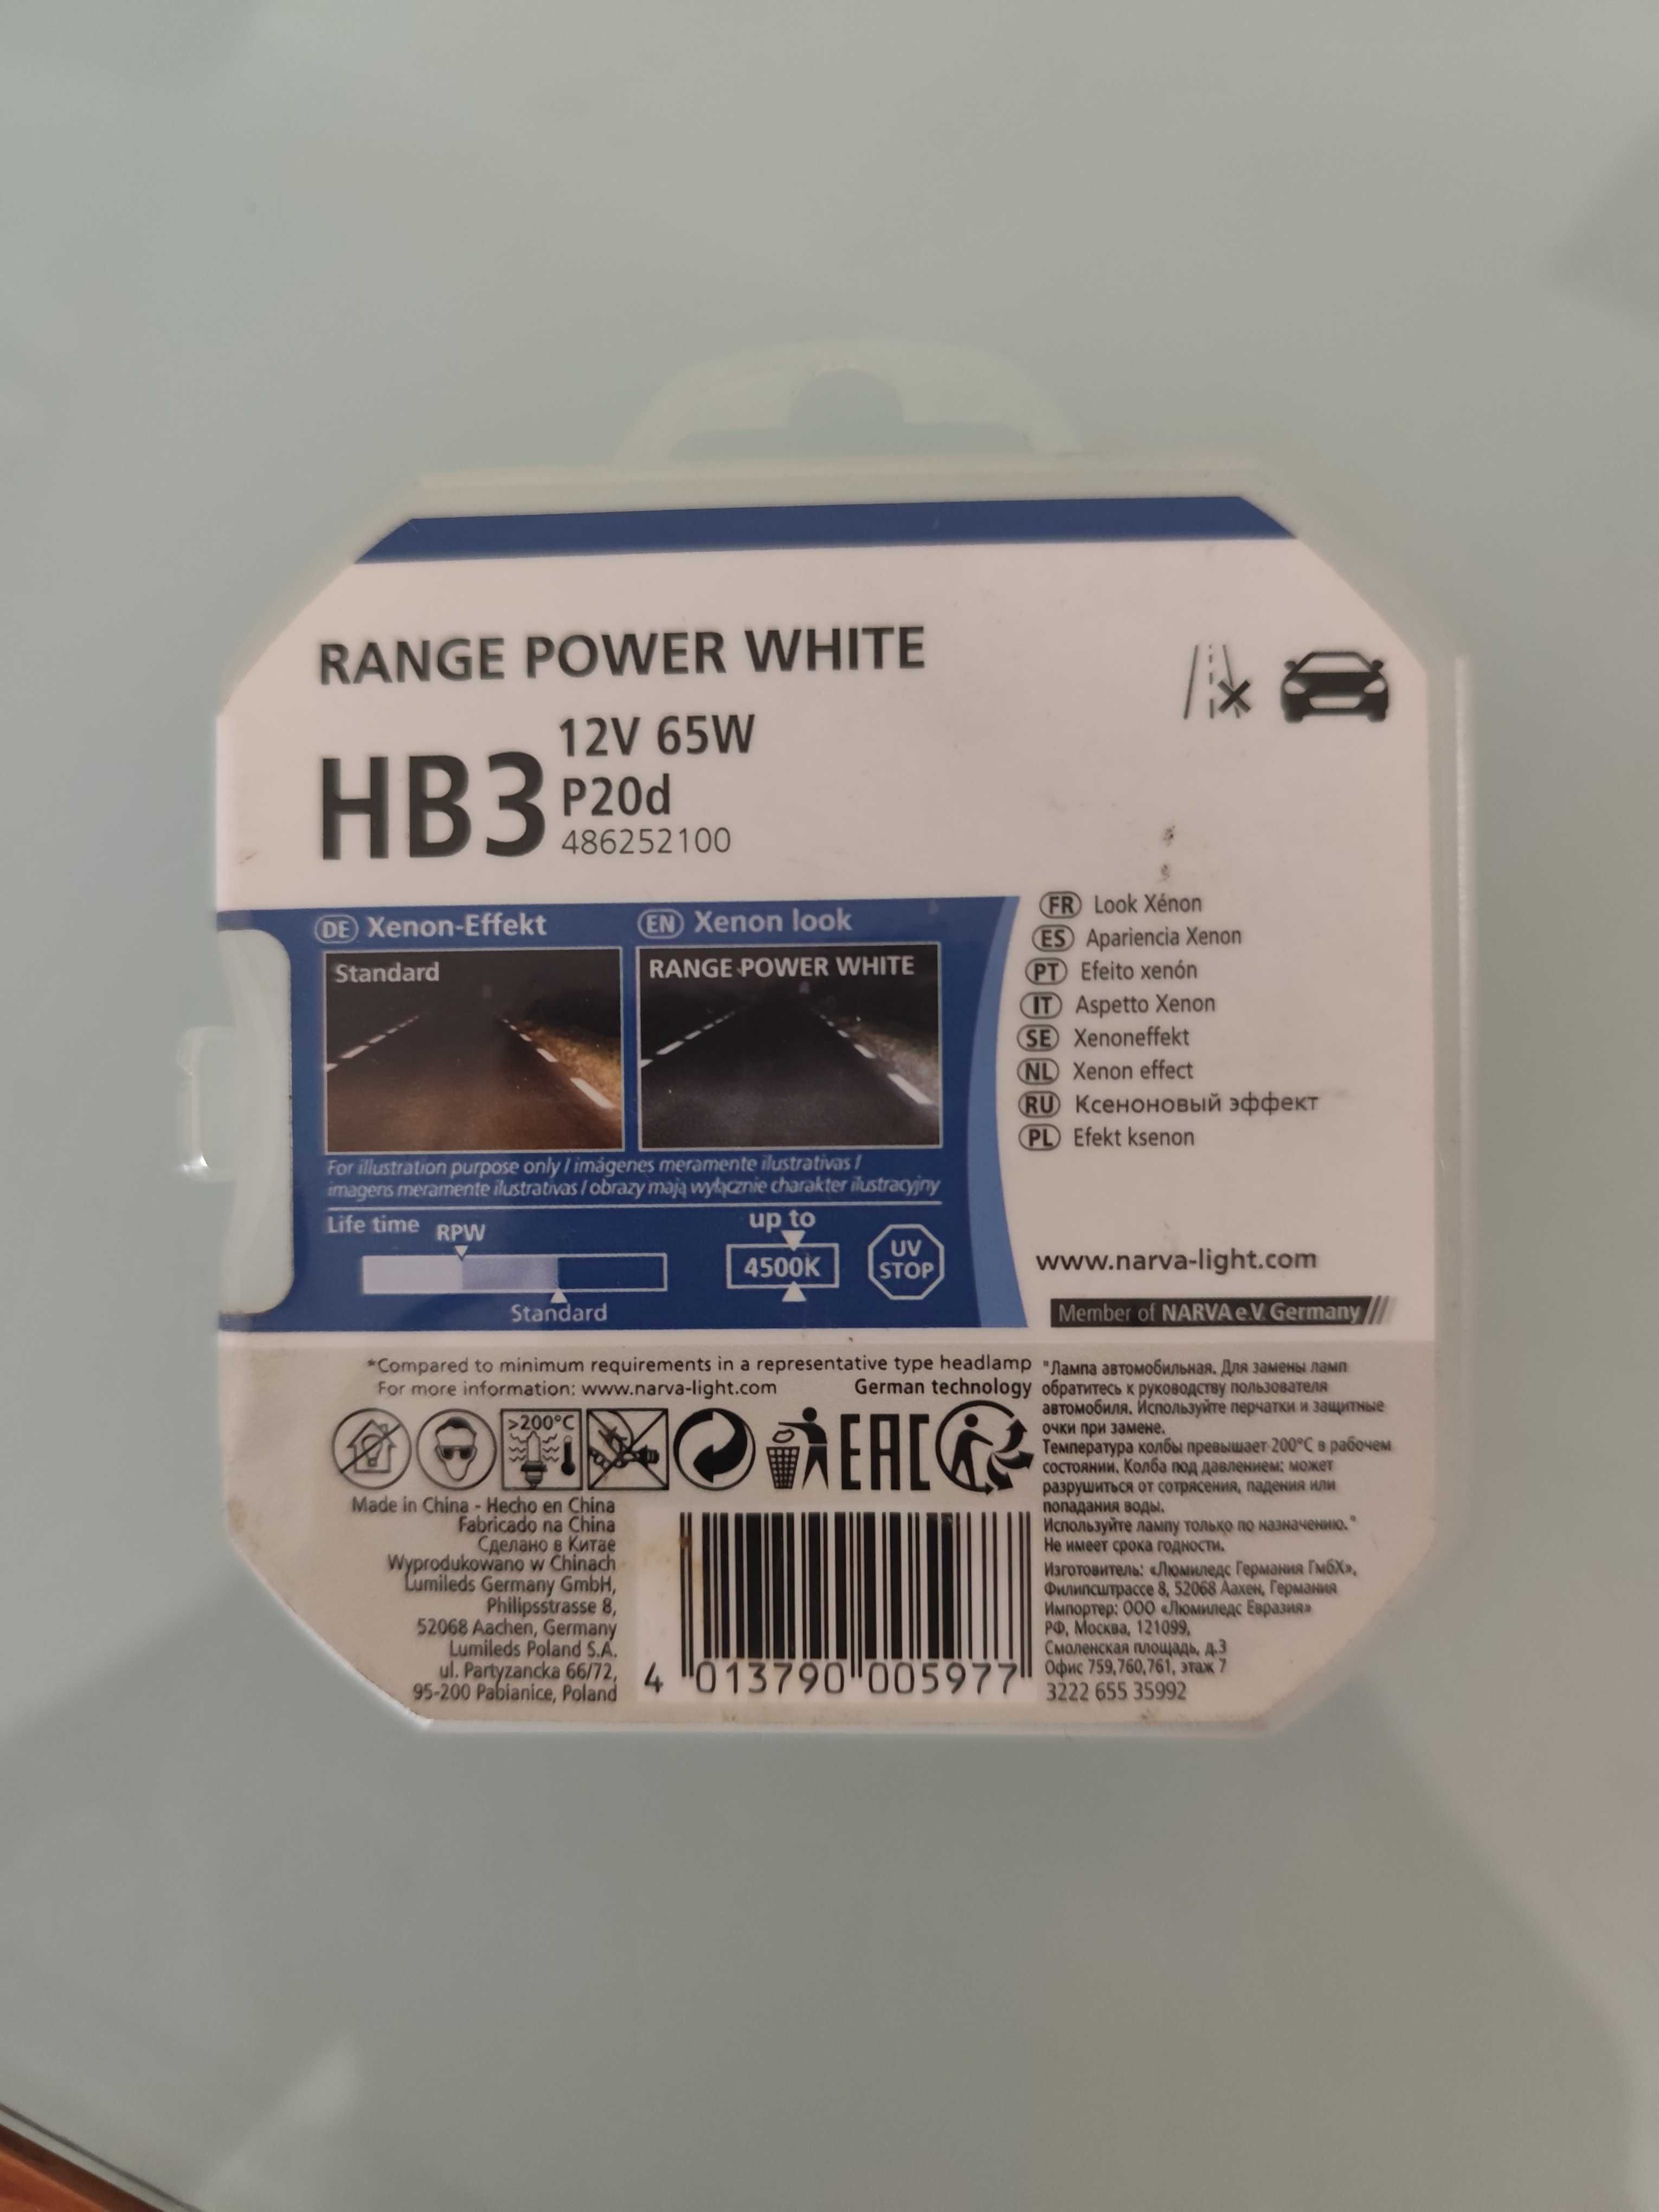 RANGE POWER WHITE
HB3
12V 65W
P20d
486252100
DE Xenon-Effekt
EN Xenon look
Standard
RANGE POWER WHITE
For illustration purpose only / imágenes meramente ilustrativas /
imagens meramente ilustrativas / obrazy mają wyłącznie charakter ilustracyjny
Life time RPW
Standard
up to
4500K
UV
STOP
FR Look Xénon
ES Apariencia Xenon
PT Efeito xenón
IT Aspetto Xenon
SE Xenoneffekt
NL Xenon effect
RU Ксеноновый эффект
PL Efekt ksenon
www.narva-light.com
Member of NARVA e.V. Germany
*Compared to minimum requirements in a representative type headlamp
For more information: www.narva-light.com
German technology
>200°C
EAC
Made in China - Hecho en China
Fabricado na China
Сделано в Китае
Wyprodukowano w Chinach
Lumileds Germany GmbH,
Philipsstrasse 8,
52068 Aachen, Germany
Lumileds Poland S.A.
ul. Partyzancka 66/72,
95-200 Pabianice, Poland
4 013790 005977
"Лампа автомобильная. Для замены ламп
обратитесь к руководству пользователя
автомобиля. Используйте перчатки и защитные
очки при замене.
Температура колбы превышает 200°C в рабочем
состоянии. Колба под давлением: может
разрушиться от сотрясения, падения или
попадания воды.
Используйте лампу только по назначению."
Не имеет срока годности.
Изготовитель: «Люмиледс Германия ГмбХ»,
Филипсштрассе 8, 52068 Аахен, Германия
Импортер: ООО «Люмиледс Евразия»
РФ, Москва, 121099,
Смоленская площадь, д.3
Офис 759,760,761, этаж 7
3222 655 35992